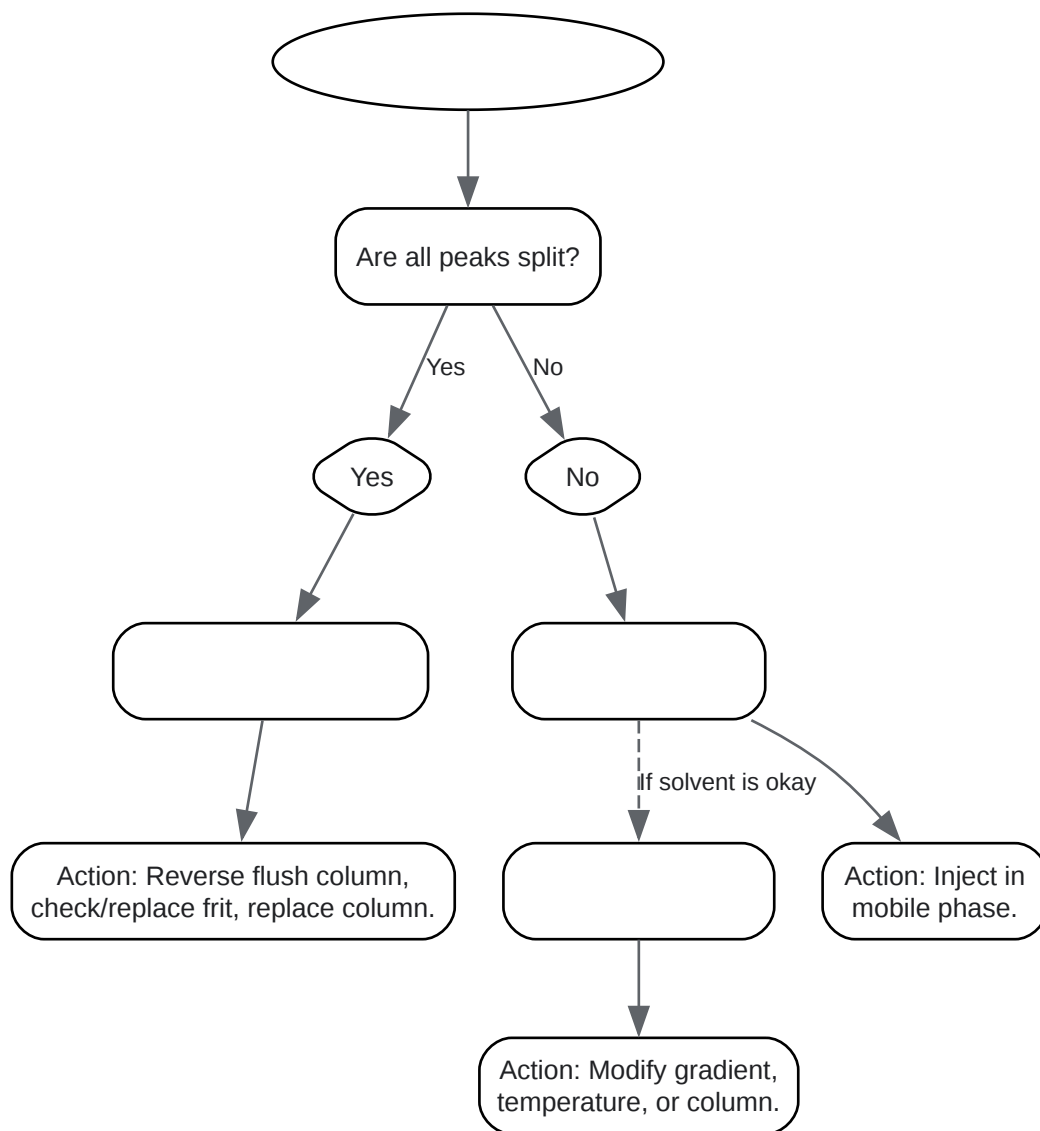 Are all peaks split?
Yes
No
Yes
No
If solvent is okay
Action: Reverse flush column,
check/replace frit, replace column.
Action: Inject in
mobile phase.
Action: Modify gradient,
temperature, or column.